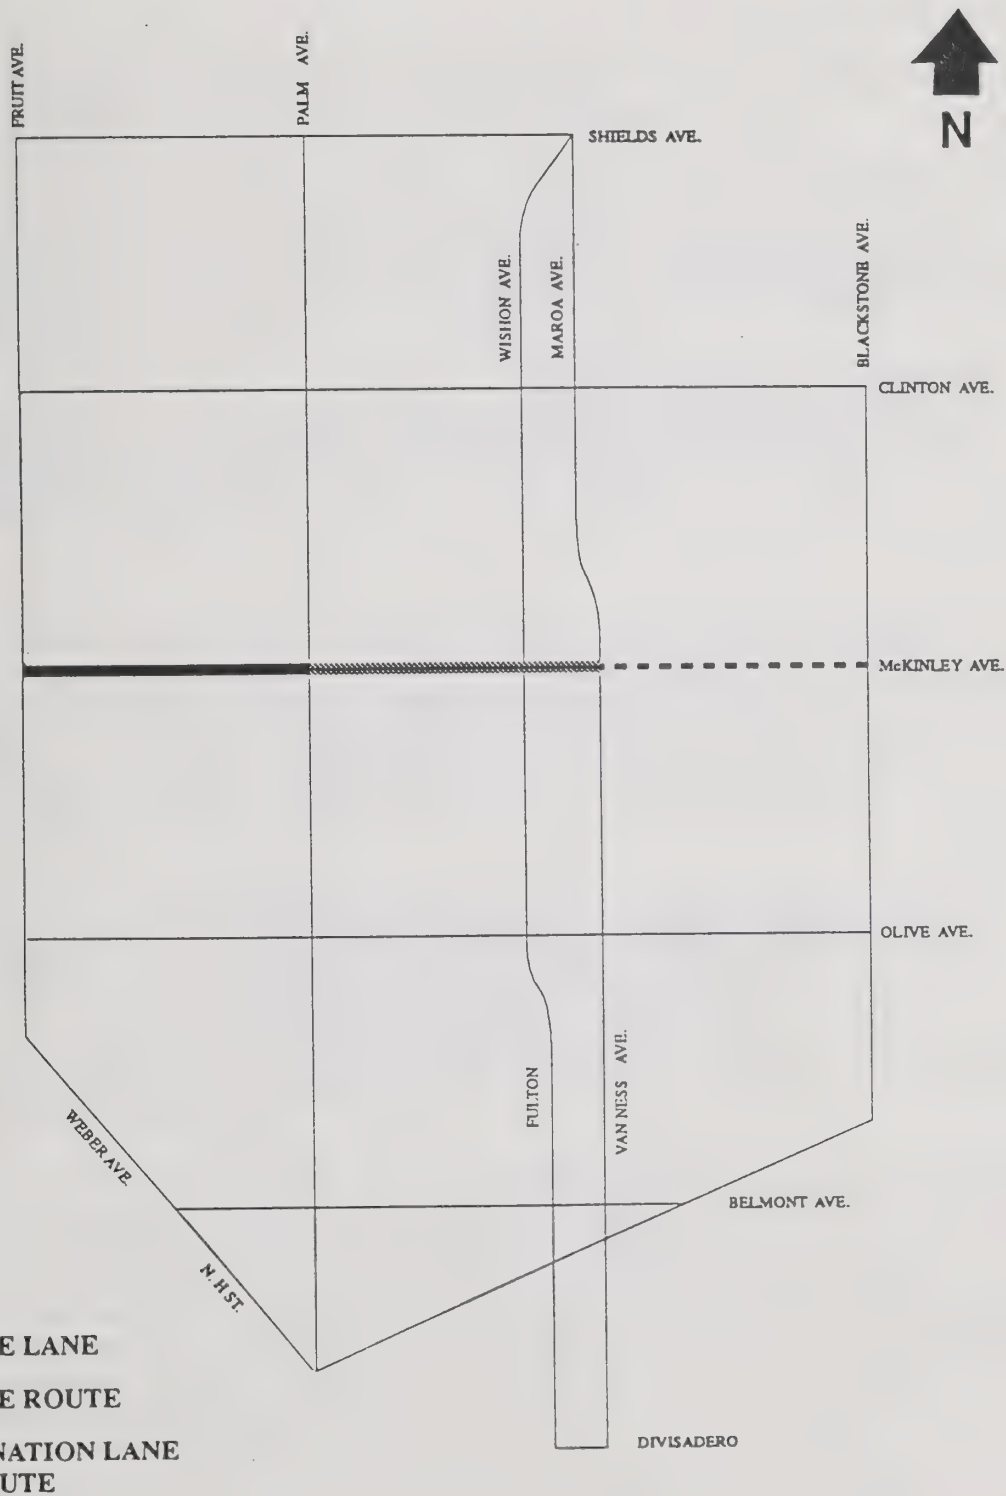 FRUIT AVE.
PALM AVE.
N
SHIELDS AVE.
WISHON AVE.
MAROA AVE.
BLACKSTONE AVE.
CLINTON AVE.
McKINLEY AVE.
OLIVE AVE.
FULTON
VAN NESS AVE.
WEBER AVE.
BELMONT AVE.
N. H ST.
E LANE
E ROUTE
NATION LANE
UTE
DIVISADERO